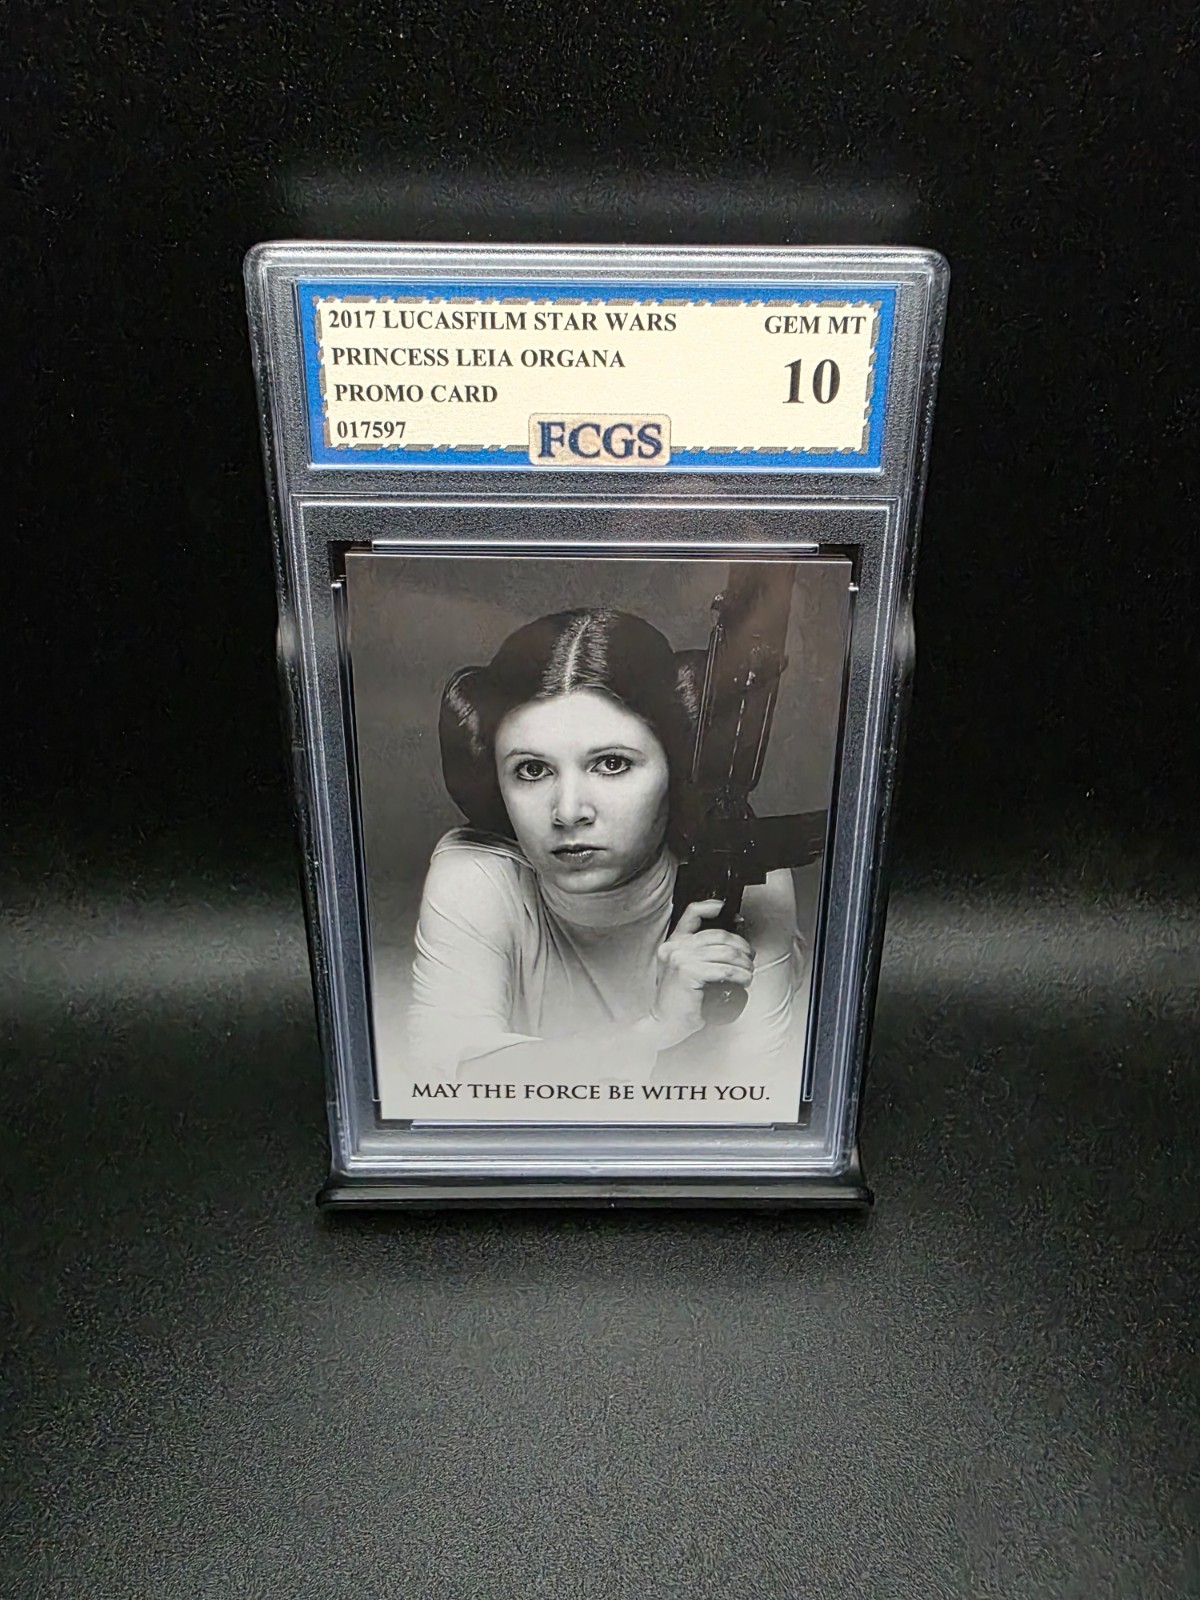 2017 LUCASFILM STAR WARS GEM MT
PRINCESS LEIA ORGANA
PROMO CARD 10
017597
FCGS
MAY THE FORCE BE WITH YOU.